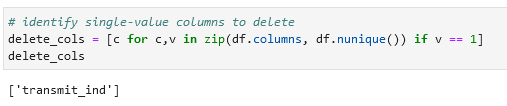 # identify single-value columns to delete
delete_cols = [c for c,v in zip(df.columns, df.nunique()) if v == 1]
delete_cols
['transmit_ind']